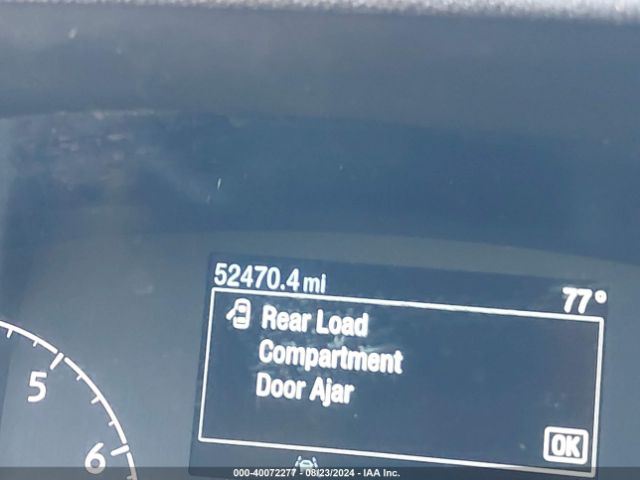 52470.4 mi 77°
Rear Load
Compartment
Door Ajar
OK
5
6
000-40072277 - 08/23/2024 - IAA Inc.